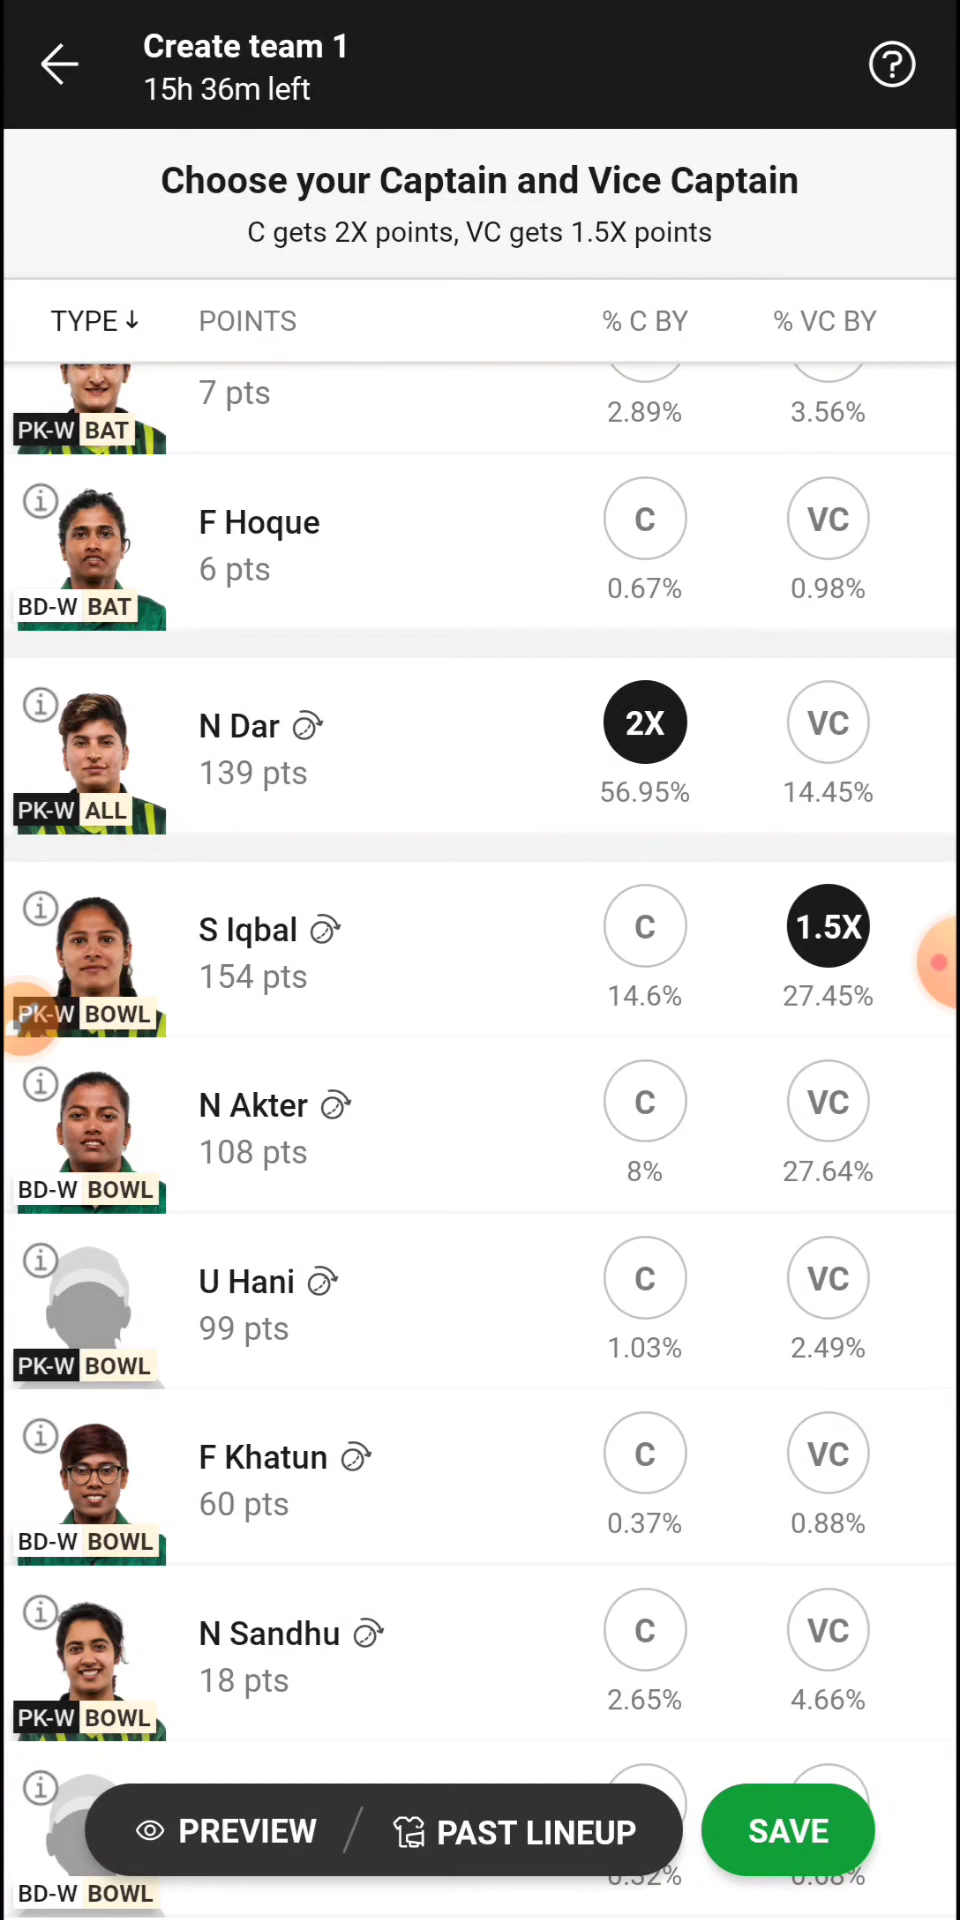 Create team 1
15h 36m left
?
Choose your Captain and Vice Captain
C gets 2X points, VC gets 1.5X points
TYPE↓ POINTS % C BY % VC BY
7 pts
2.89% 3.56%
PK-W BAT
F Hoque C VC
6 pts
0.67% 0.98%
BD-W BAT
N Dar 2X VC
139 pts
56.95% 14.45%
PK-W ALL
S Iqbal C 1.5X
154 pts
14.6% 27.45%
PK-W BOWL
N Akter C VC
108 pts
8% 27.64%
BD-W BOWL
U Hani C VC
99 pts
1.03% 2.49%
PK-W BOWL
F Khatun C VC
60 pts
0.37% 0.88%
BD-W BOWL
N Sandhu C VC
18 pts
2.65% 4.66%
PK-W BOWL
PREVIEW / PAST LINEUP SAVE
BD-W BOWL